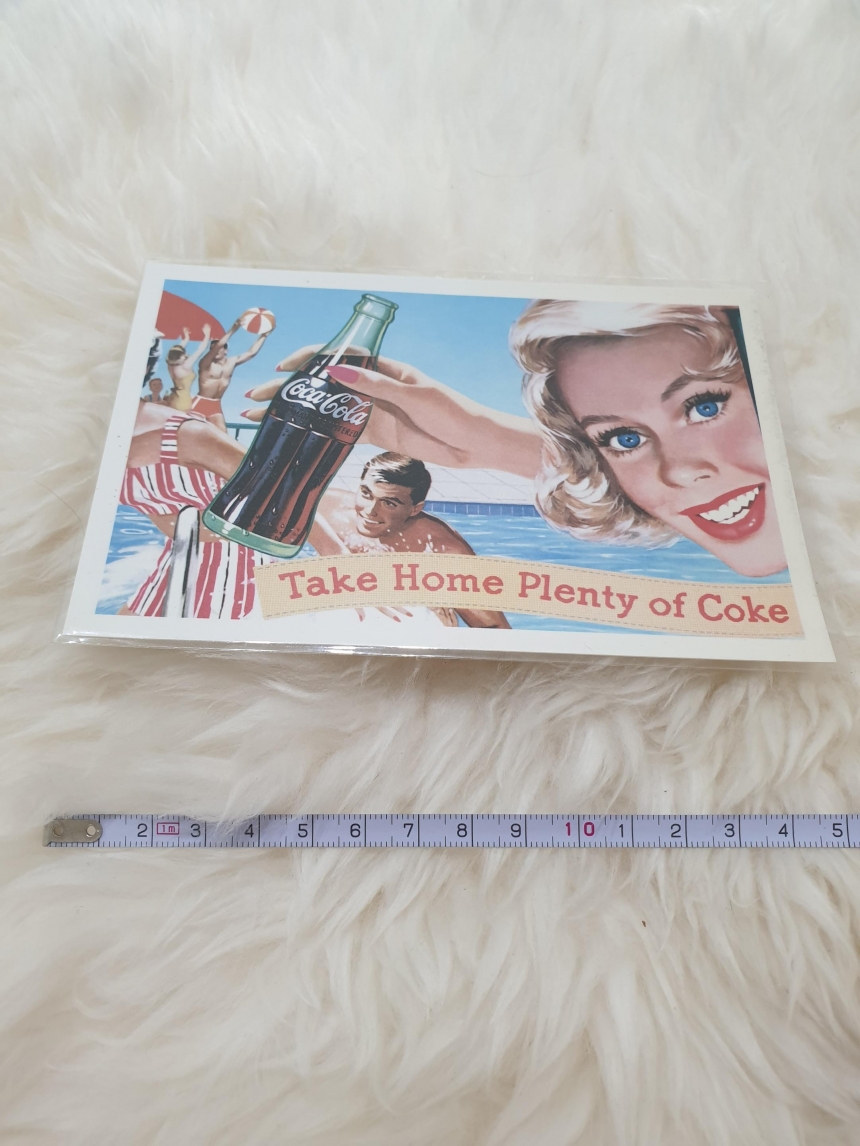 Coca-Cola
Take Home Plenty of Coke
2 1m 3 4 5 6 7 8 9 10 1 2 3 4 5